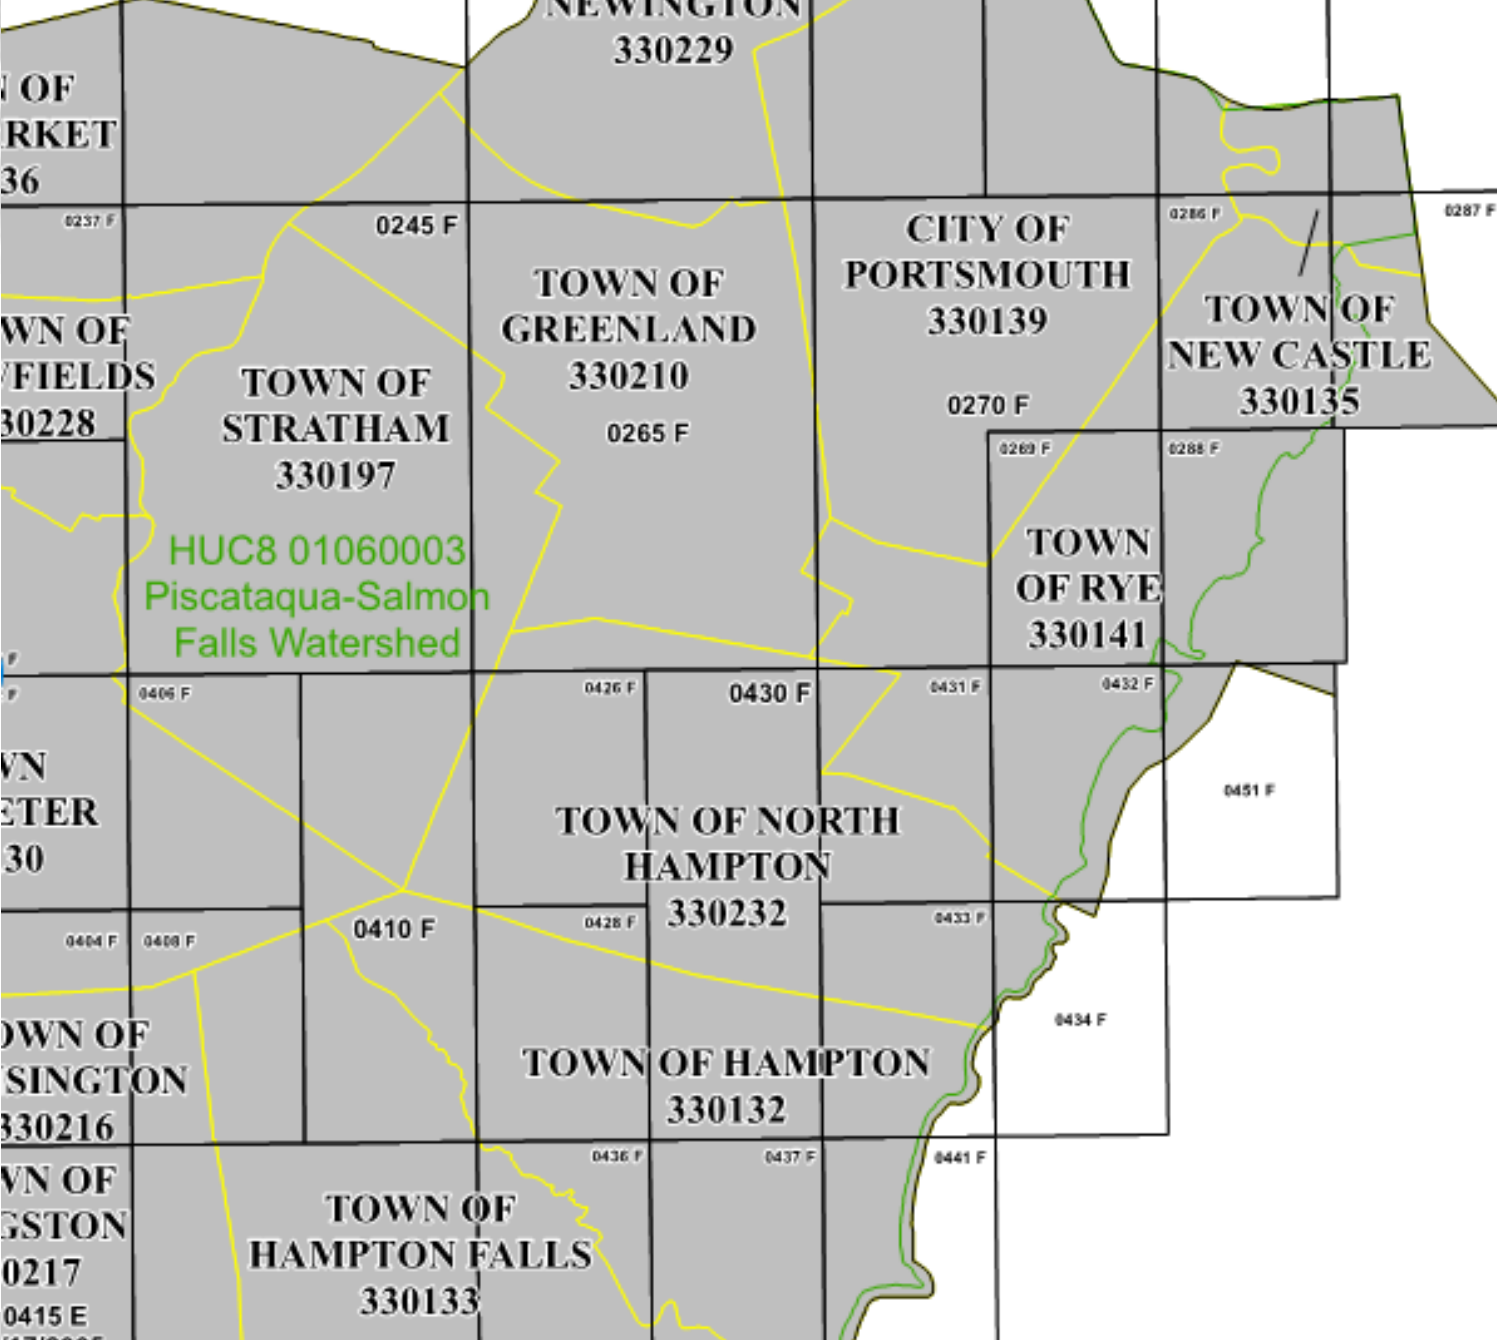 NEWINGTON
330229
N OF
RKET
36
0237 F
0245 F
CITY OF
PORTSMOUTH
330139
0286 F
0287 F
TOWN OF
GREENLAND
330210
0265 F
0270 F
TOWN OF
NEW CASTLE
330135
WN OF
FIELDS
30228
TOWN OF
STRATHAM
330197
0269 F
0288 F
HUC8 01060003
Piscataqua-Salmon
Falls Watershed
TOWN
OF RYE
330141
F
F
0406 F
0426 F
0430 F
0431 F
0432 F
WN
ETER
30
TOWN OF NORTH
HAMPTON
330232
0451 F
0404 F
0408 F
0410 F
0428 F
0433 F
0434 F
OWN OF
SINGTON
330216
TOWN OF HAMPTON
330132
0436 F
0437 F
0441 F
WN OF
GSTON
0217
0415 E
TOWN OF
HAMPTON FALLS
330133